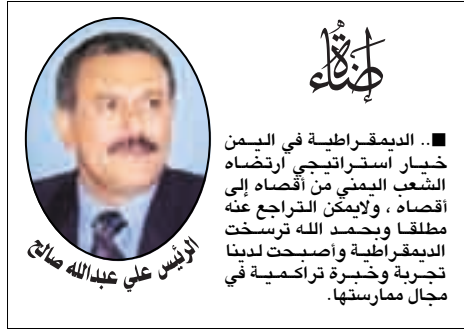 إضاءة
■.. الديمقراطية في اليمن
خيار استراتيجي ارتضاه
الشعب اليمني من أقصاه إلى
أقصاه ، ولايمكن التراجع عنه
مطلقا وبحمد الله ترسخت
الديمقراطية وأصبحت لدينا
تجربة وخبرة تراكمية في
مجال ممارستها.
الرئيس علي عبدالله صالح